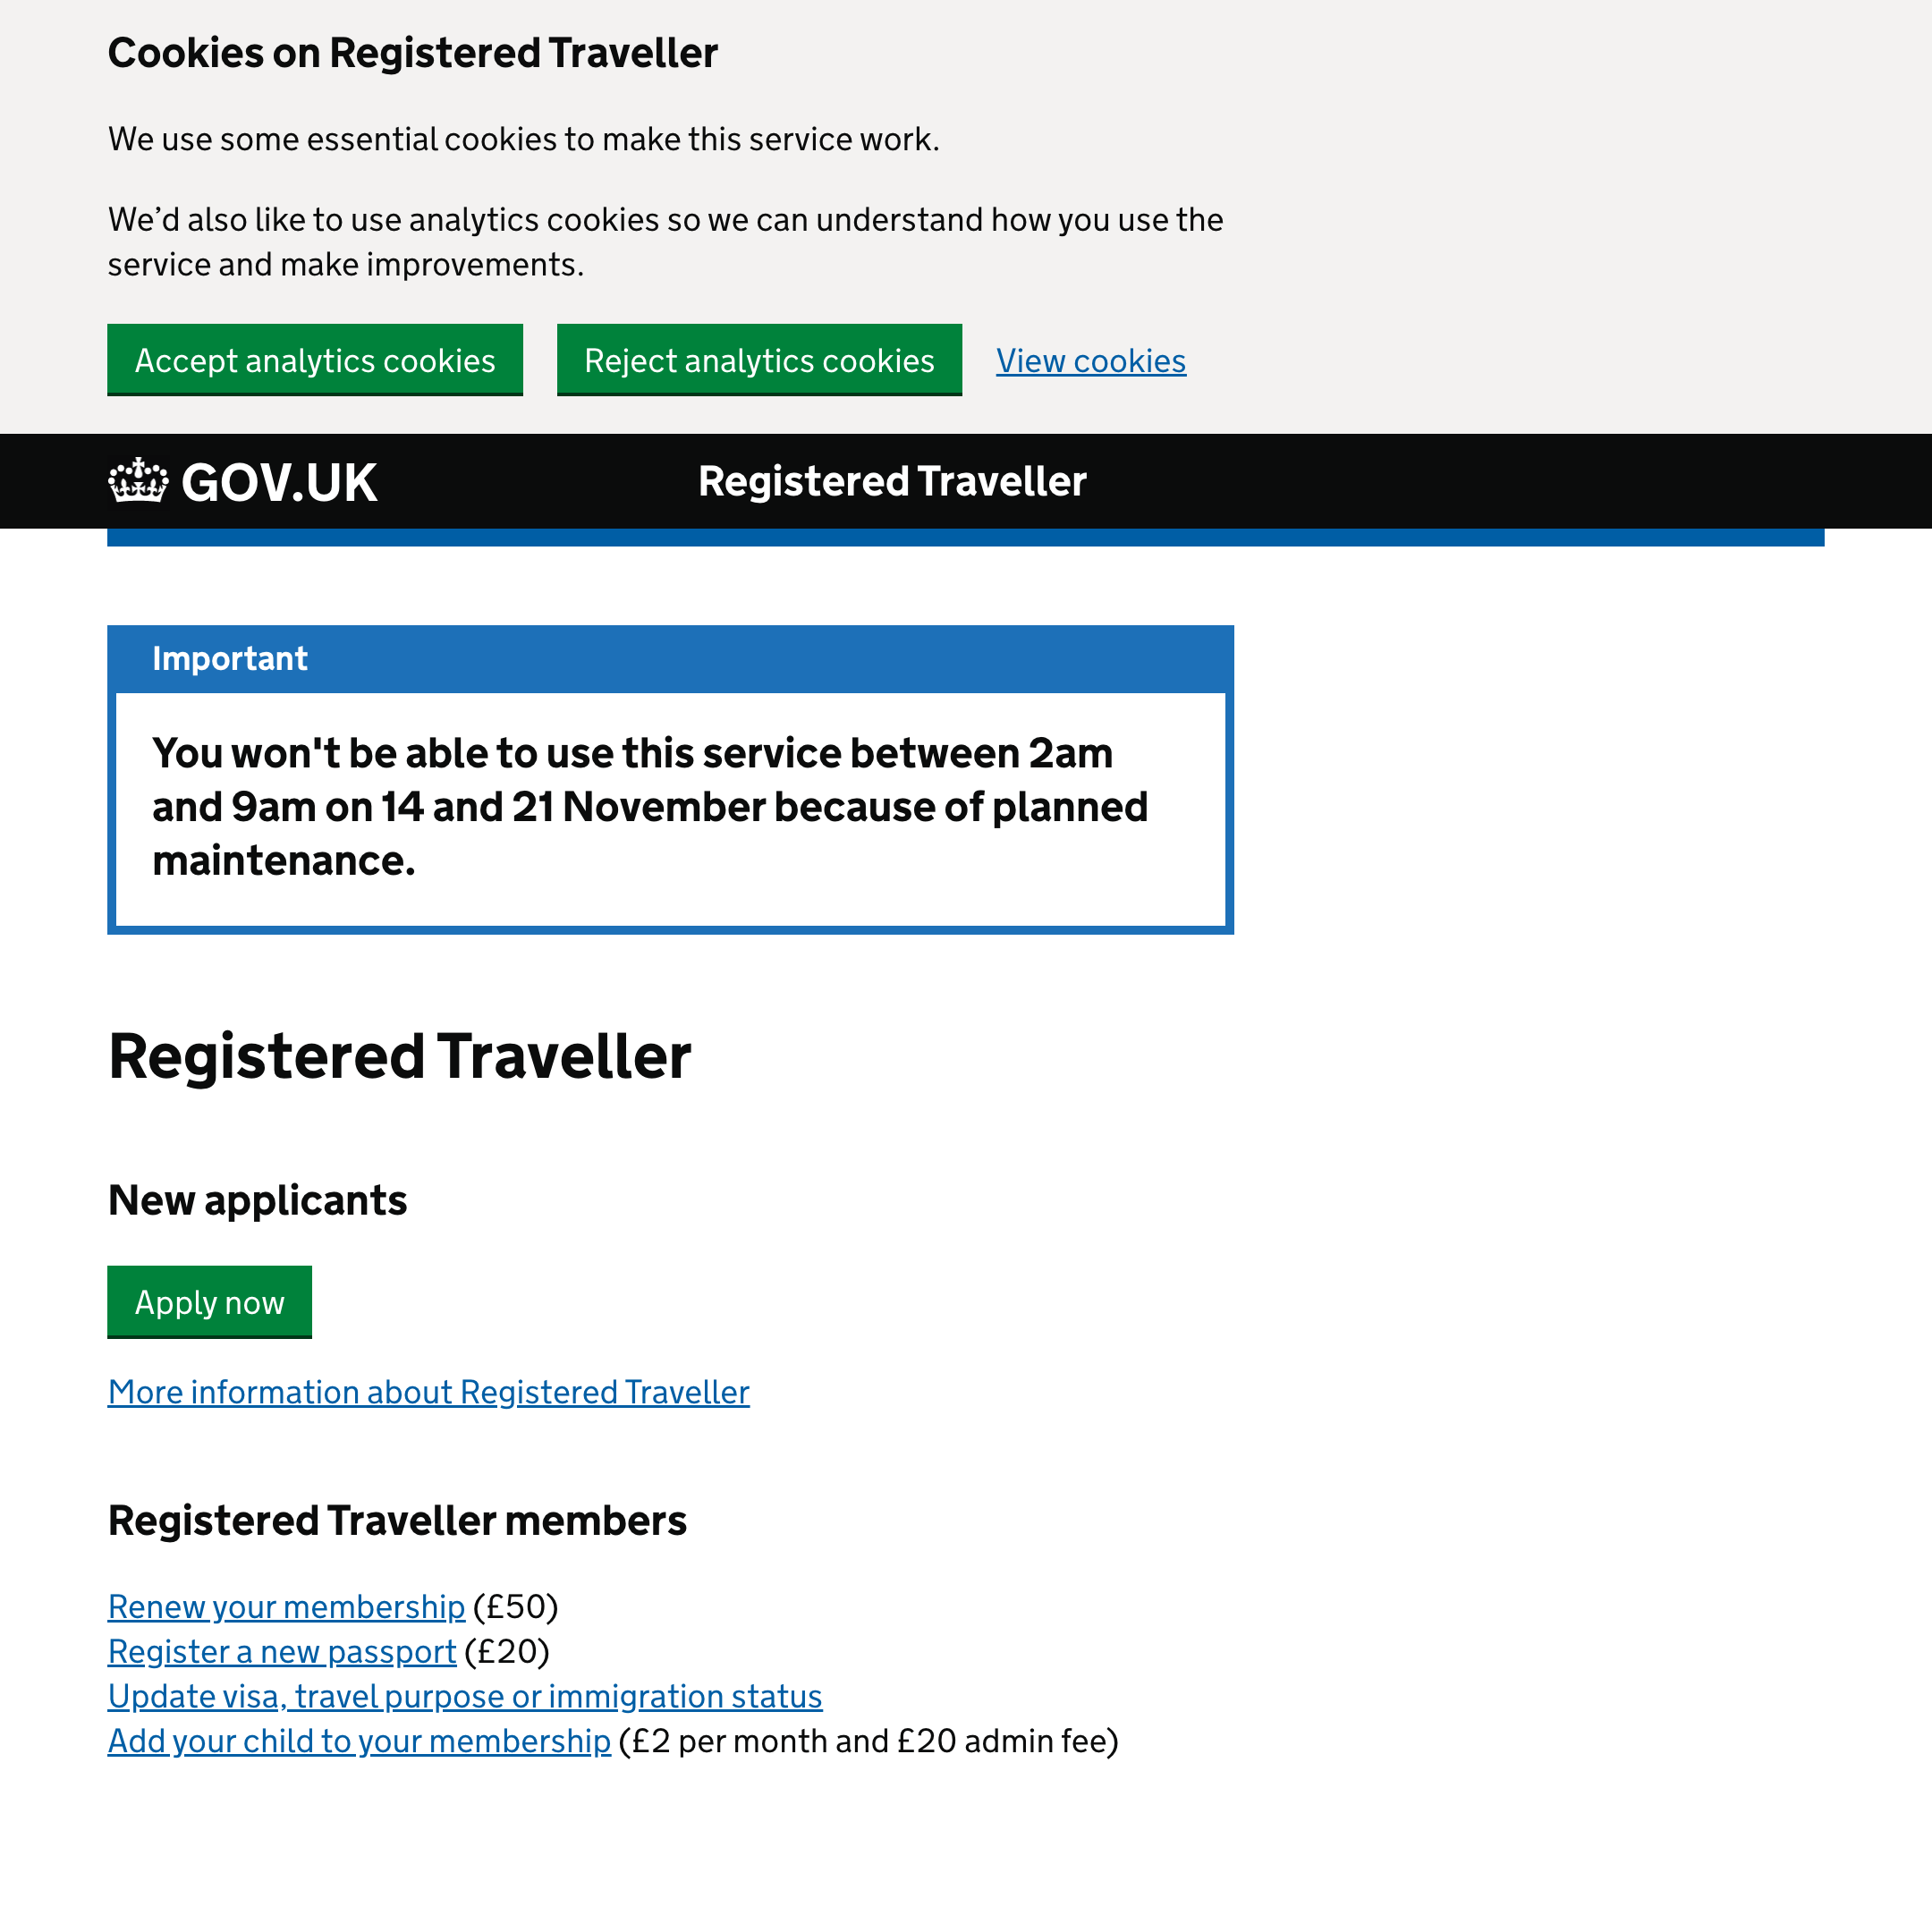 Cookies on Registered Traveller
We use some essential cookies to make this service work.
We’d also like to use analytics cookies so we can understand how you use the
service and make improvements.
Accept analytics cookies
Reject analytics cookies
View cookies
GOV.UK
Registered Traveller
Important
You won't be able to use this service between 2am
and 9am on 14 and 21 November because of planned
maintenance.
Registered Traveller
New applicants
Apply now
More information about Registered Traveller
Registered Traveller members
Renew your membership (£50)
Register a new passport (£20)
Update visa, travel purpose or immigration status
Add your child to your membership (£2 per month and £20 admin fee)